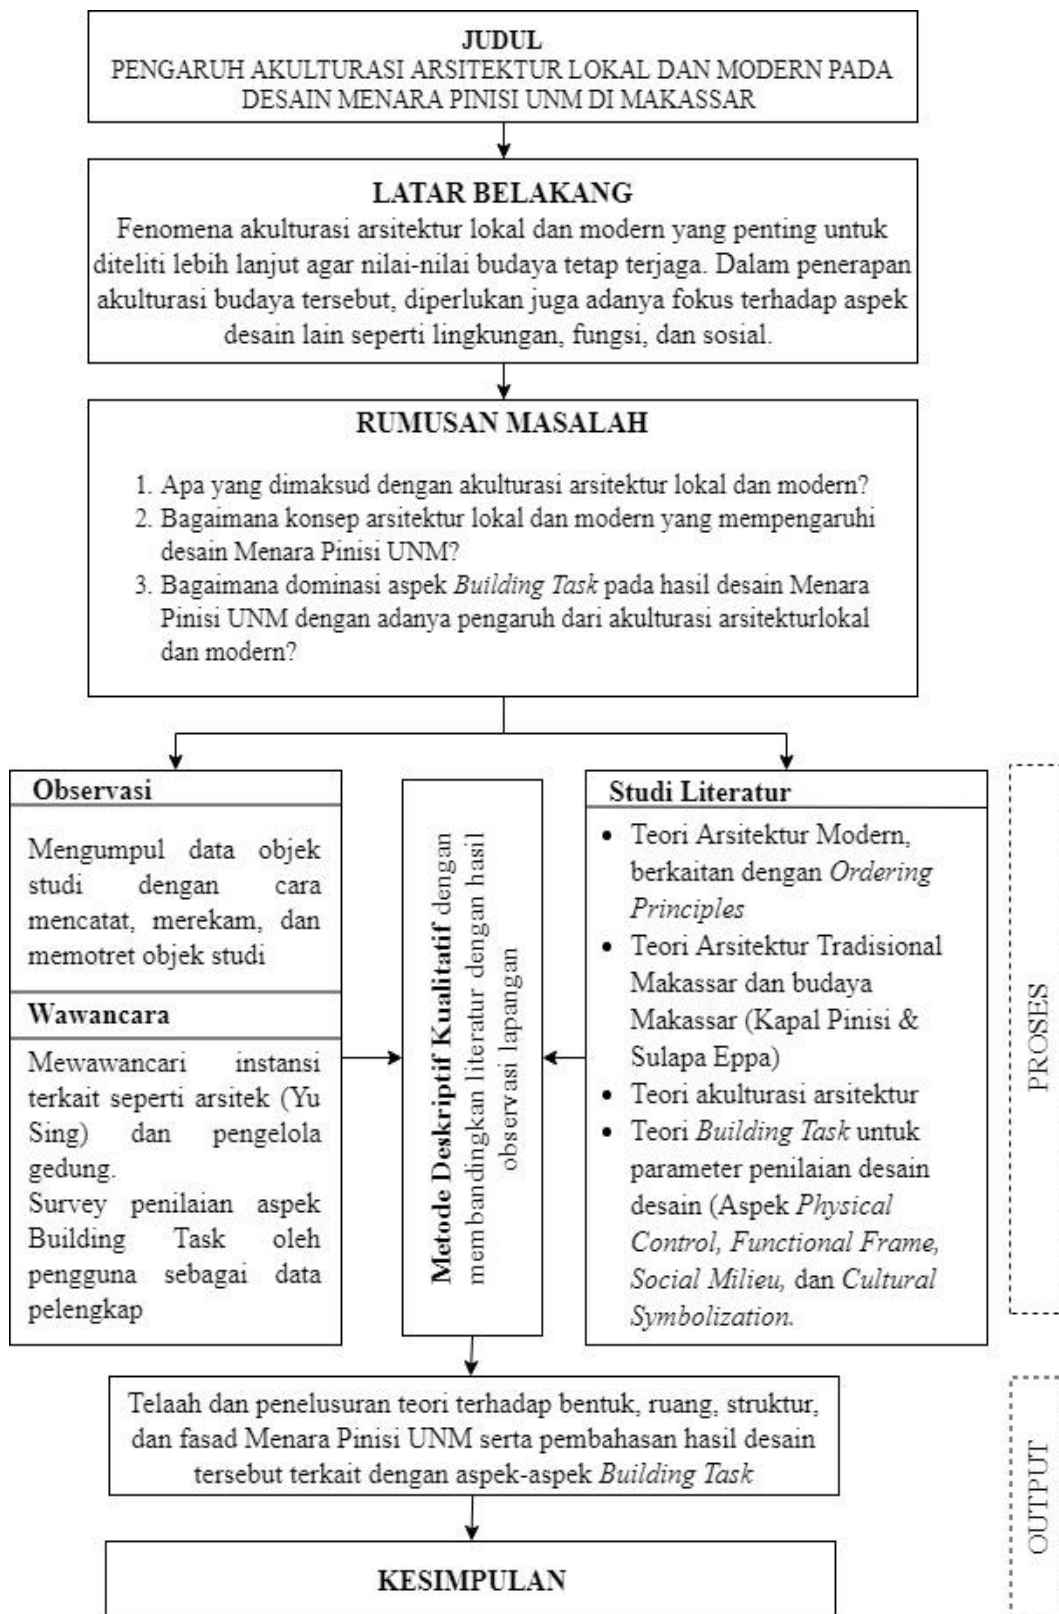 JUDUL
PENGARUH AKULTURASI ARSITEKTUR LOKAL DAN MODERN PADA
DESAIN MENARA PINISI UNM DI MAKASSAR
LATAR BELAKANG
Fenomena akulturasi arsitektur lokal dan modern yang penting untuk
diteliti lebih lanjut agar nilai-nilai budaya tetap terjaga. Dalam penerapan
akulturasi budaya tersebut, diperlukan juga adanya fokus terhadap aspek
desain lain seperti lingkungan, fungsi, dan sosial.
RUMUSAN MASALAH
1. Apa yang dimaksud dengan akulturasi arsitektur lokal dan modern?
2. Bagaimana konsep arsitektur lokal dan modern yang mempengaruhi
desain Menara Pinisi UNM?
3. Bagaimana dominasi aspek Building Task pada hasil desain Menara
Pinisi UNM dengan adanya pengaruh dari akulturasi arsitekturlokal
dan modern?
Observasi
Mengumpul data objek
studi dengan cara
mencatat, merekam, dan
memotret objek studi
Wawancara
Mewawancari instansi
terkait seperti arsitek (Yu
Sing) dan pengelola
gedung.
Survey penilaian aspek
Building Task oleh
pengguna sebagai data
pelengkap
Metode Deskriptif Kualitatif dengan
membandingkan literatur dengan hasil
observasi lapangan
Studi Literatur
• Teori Arsitektur Modern,
berkaitan dengan Ordering
Principles
• Teori Arsitektur Tradisional
Makassar dan budaya
Makassar (Kapal Pinisi &
Sulapa Eppa)
• Teori akulturasi arsitektur
• Teori Building Task untuk
parameter penilaian desain
desain (Aspek Physical
Control, Functional Frame,
Social Milieu, dan Cultural
Symbolization.
PROSES
Telaah dan penelusuran teori terhadap bentuk, ruang, struktur,
dan fasad Menara Pinisi UNM serta pembahasan hasil desain
tersebut terkait dengan aspek-aspek Building Task
OUTPUT
KESIMPULAN